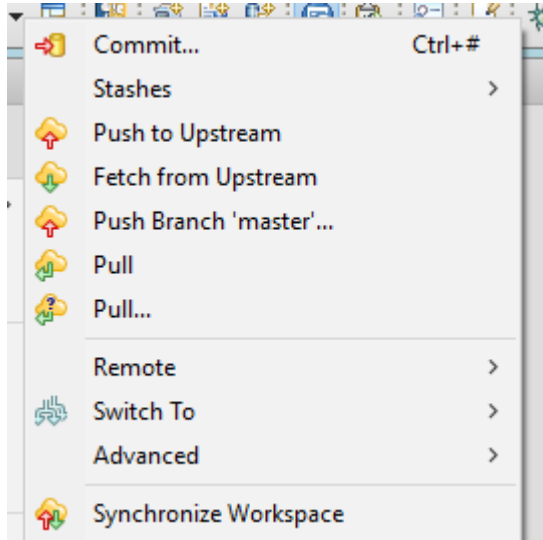 Commit... Ctrl+#
Stashes
Push to Upstream
Fetch from Upstream
Push Branch 'master'...
Pull
Pull...
Remote
Switch To
Advanced
Synchronize Workspace